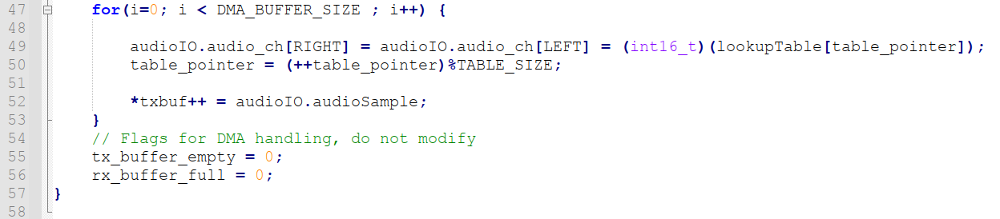 47 for(i=0; i < DMA_BUFFER_SIZE ; i++) {
48
49 audioIO.audio_ch[RIGHT] = audioIO.audio_ch[LEFT] = (int16_t)(lookupTable[table_pointer]);
50 table_pointer = (++table_pointer)%TABLE_SIZE;
51
52 *txbuf++ = audioIO.audioSample;
53 }
54 // Flags for DMA handling, do not modify
55 tx_buffer_empty = 0;
56 rx_buffer_full = 0;
57 }
58